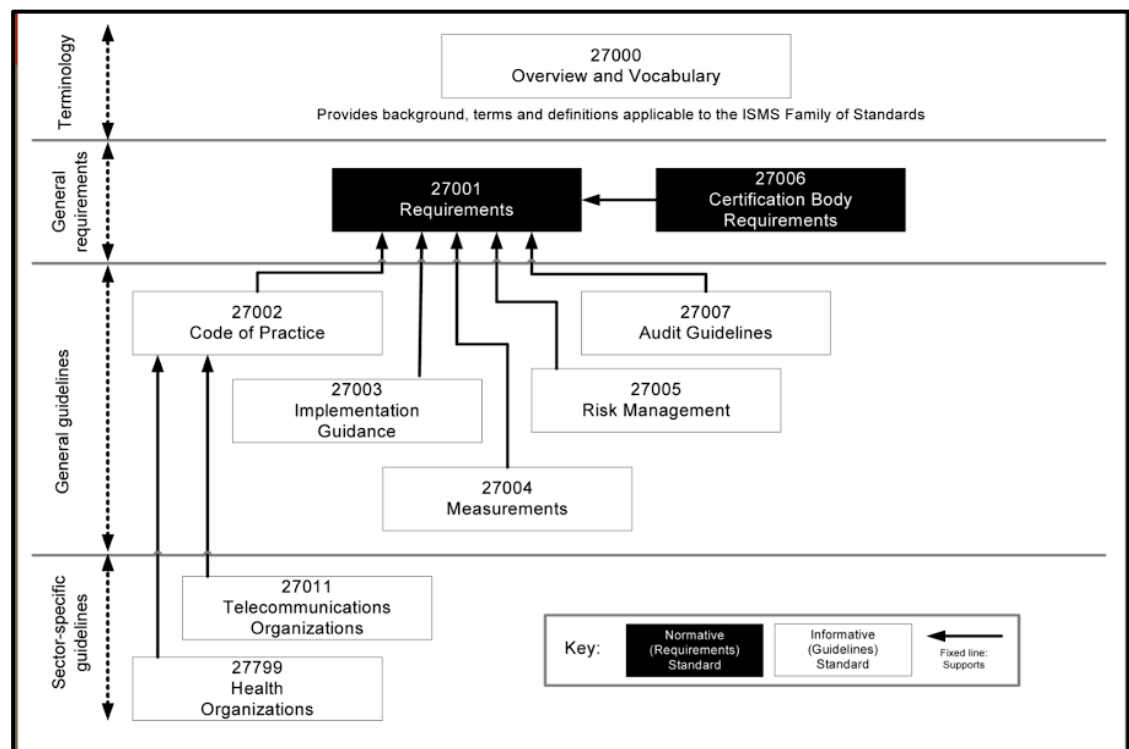 Terminology
27000
Overview and Vocabulary
Provides background, terms and definitions applicable to the ISMS Family of Standards
General
requirements
27001
Requirements
27006
Certification Body
Requirements
General guidelines
27002
Code of Practice
27007
Audit Guidelines
27003
Implementation
Guidance
27005
Risk Management
27004
Measurements
Sector-specific
guidelines
27011
Telecommunications
Organizations
27799
Health
Organizations
Key:
Normative
(Requirements)
Standard
Informative
(Guidelines)
Standard
Fixed line:
Supports